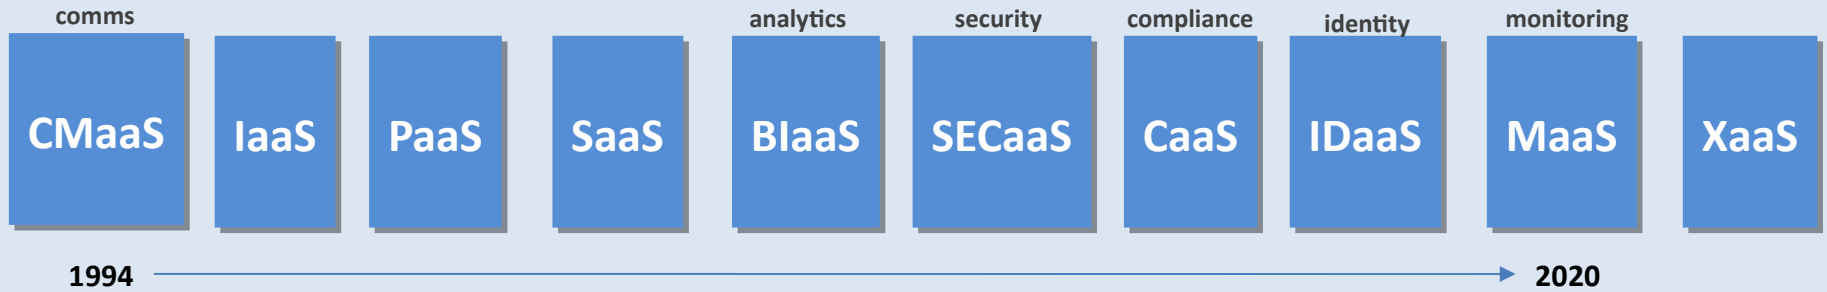 comms analytics security compliance identity monitoring
CMaaS IaaS PaaS SaaS BIaaS SECaaS CaaS IDaaS MaaS XaaS
1994 2020